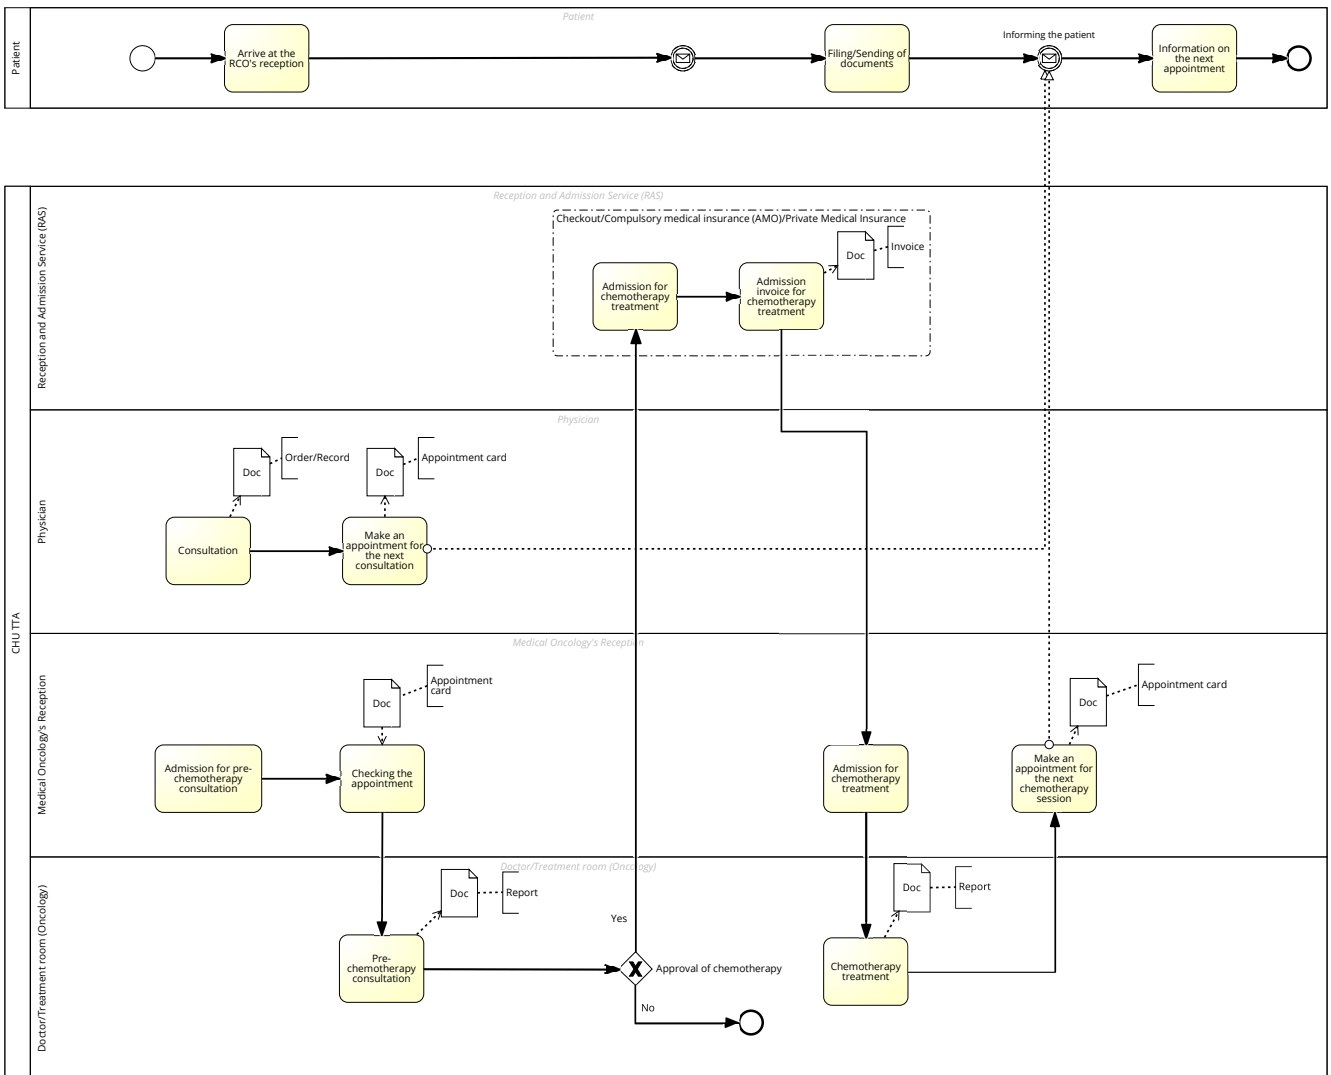 Patient
Patient
Arrive at the
RCO's reception
Filing/Sending of
documents
Informing the patient
Information on
the next
appointment
CHU TTA
Reception and Admission Service (RAS)
Reception and Admission Service (RAS)
Checkout/Compulsory medical insurance (AMO)/Private Medical Insurance
Admission for
chemotherapy
treatment
Admission
invoice for
chemotherapy
treatment
Doc
Invoice
Physician
Physician
Doc
Order/Record
Doc
Appointment card
Consultation
Make an
appointment for
the next
consultation
Medical Oncology's Reception
Medical Oncology's Reception
Doc
Appointment
card
Doc
Appointment card
Admission for pre-
chemotherapy
consultation
Checking the
appointment
Admission for
chemotherapy
treatment
Make an
appointment for
the next
chemotherapy
session
Doctor/Treatment room (Oncology)
Doctor/Treatment room (Oncology)
Doc
Report
Doc
Report
Yes
Pre-
chemotherapy
consultation
Approval of chemotherapy
X
No
Chemotherapy
treatment